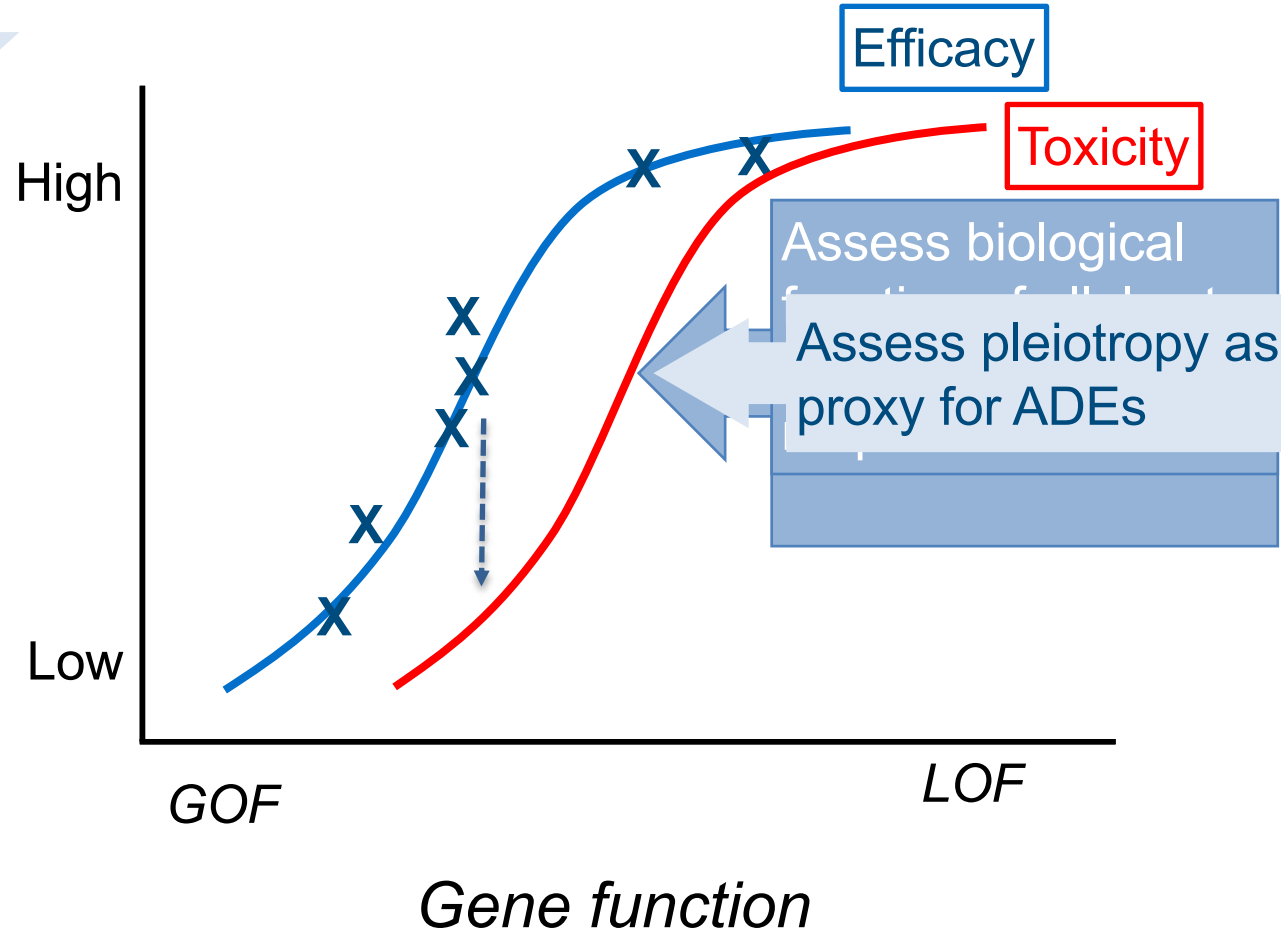 Efficacy
Toxicity
High
Assess biological
Assess pleiotropy as
proxy for ADEs
X X
X
X
X
X
X
Low
GOF
LOF
Gene function